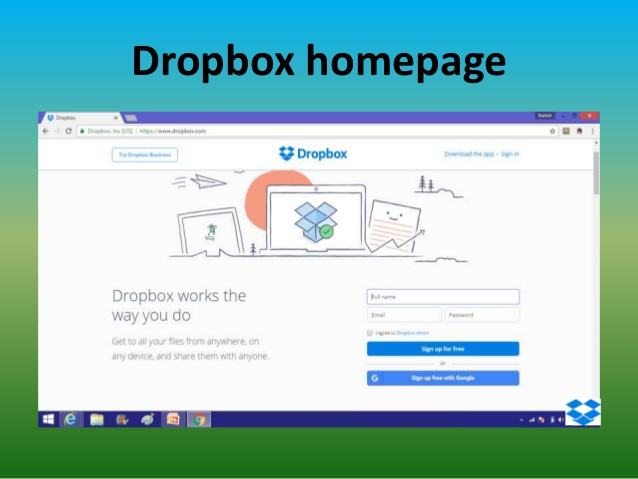 Dropbox homepage
Dropbox
Dropbox, Inc [US] | https://www.dropbox.com
Try Dropbox Business
Dropbox
Download the app • Sign in
Dropbox works the
way you do
Get to all your files from anywhere, on
any device, and share them with anyone.
Full name
Email
Password
I agree to Dropbox terms
Sign up for free
or
Sign up free with Google